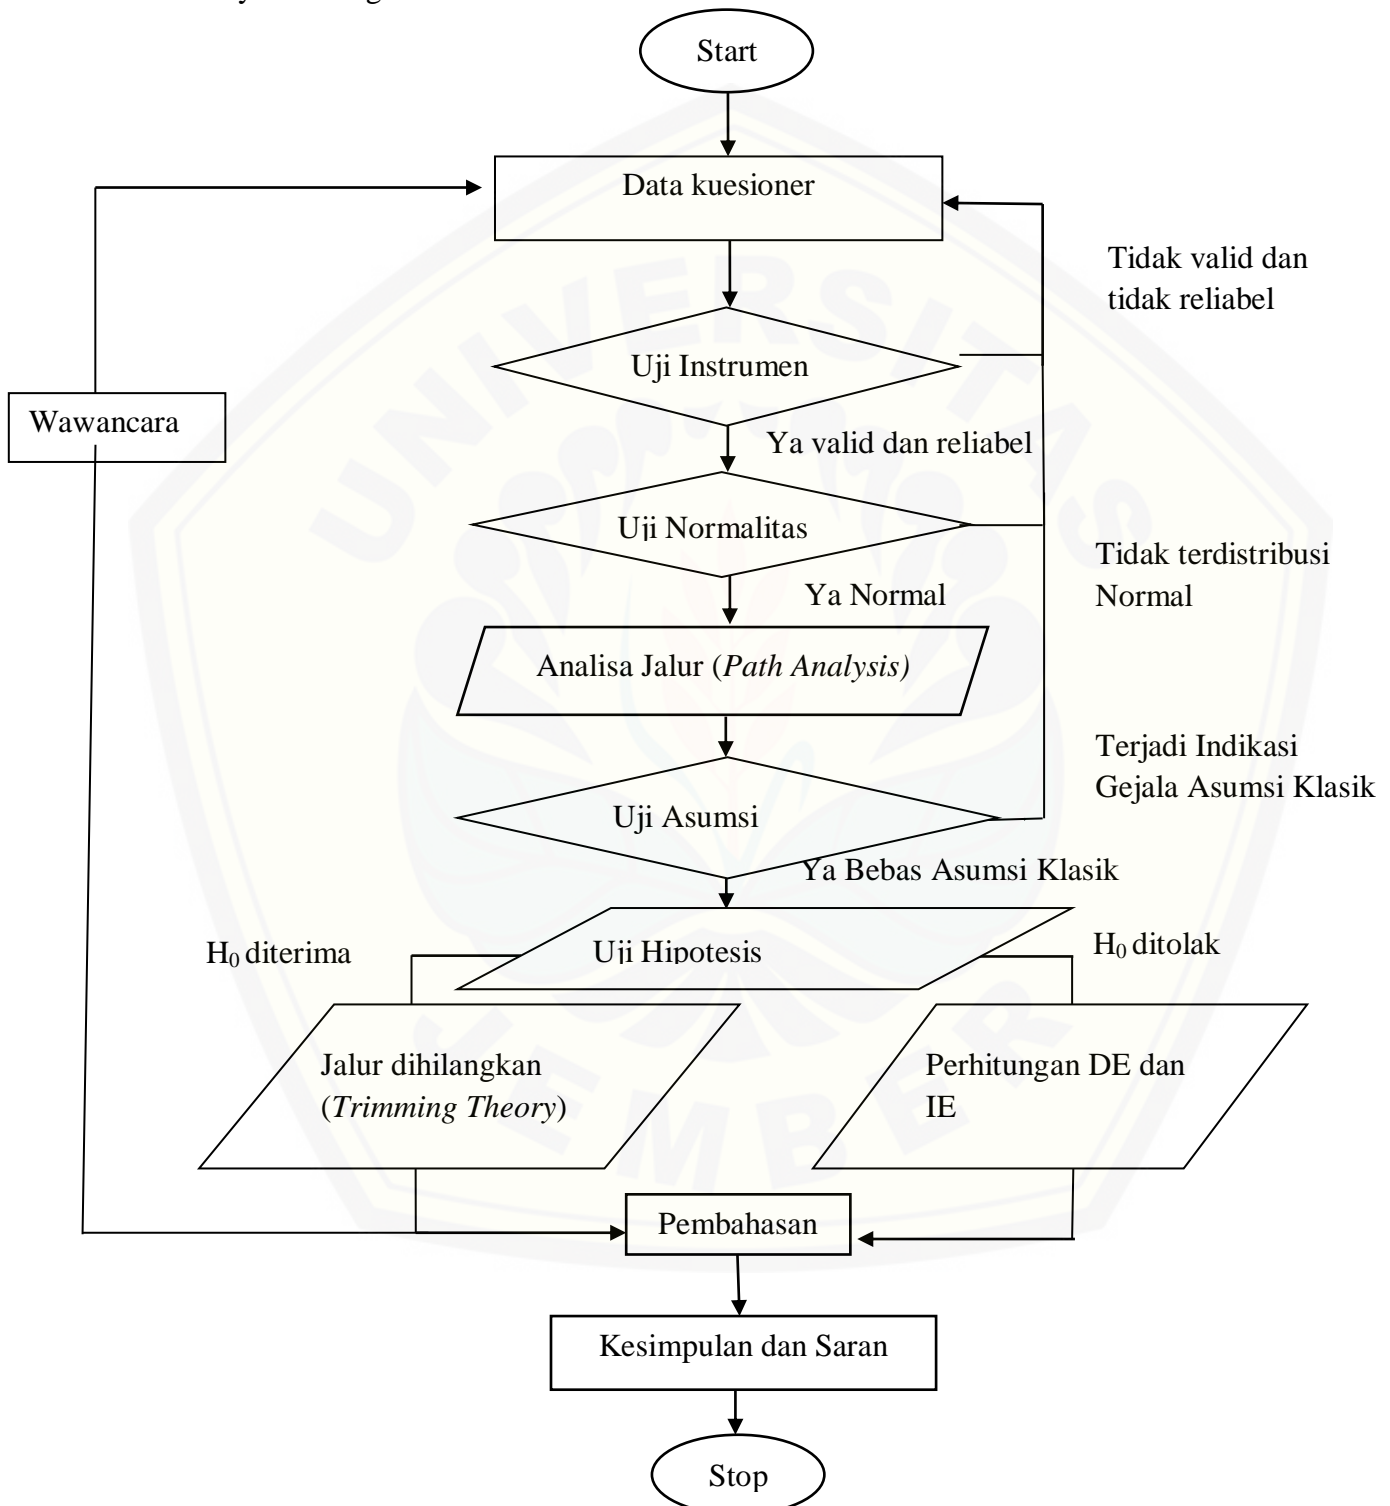 Start
Data kuesioner
Tidak valid dan
tidak reliabel
Uji Instrumen
Wawancara
Ya valid dan reliabel
Uji Normalitas
Tidak terdistribusi
Normal
Ya Normal
Analisa Jalur (Path Analysis)
Terjadi Indikasi
Gejala Asumsi Klasik
Uji Asumsi
Ya Bebas Asumsi Klasik
H₀ diterima
Uji Hipotesis
H₀ ditolak
Jalur dihilangkan
(Trimming Theory)
Perhitungan DE dan
IE
Pembahasan
Kesimpulan dan Saran
Stop
UNIVERSITAS
JEMBER